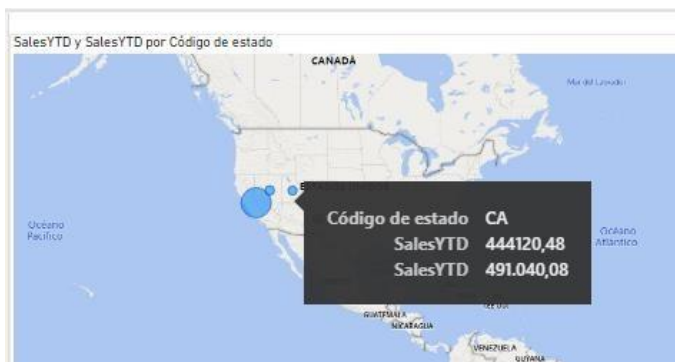 SalesYTD y SalesYTD por Código de estado
CANADÁ
Mar del Labrador
Océano
Pacífico
Código de estado CA
SalesYTD 444120,48
SalesYTD 491.040,08
Océano
Atlántico
GUATEMALA
NICARAGUA
VENEZUELA
GUYANA